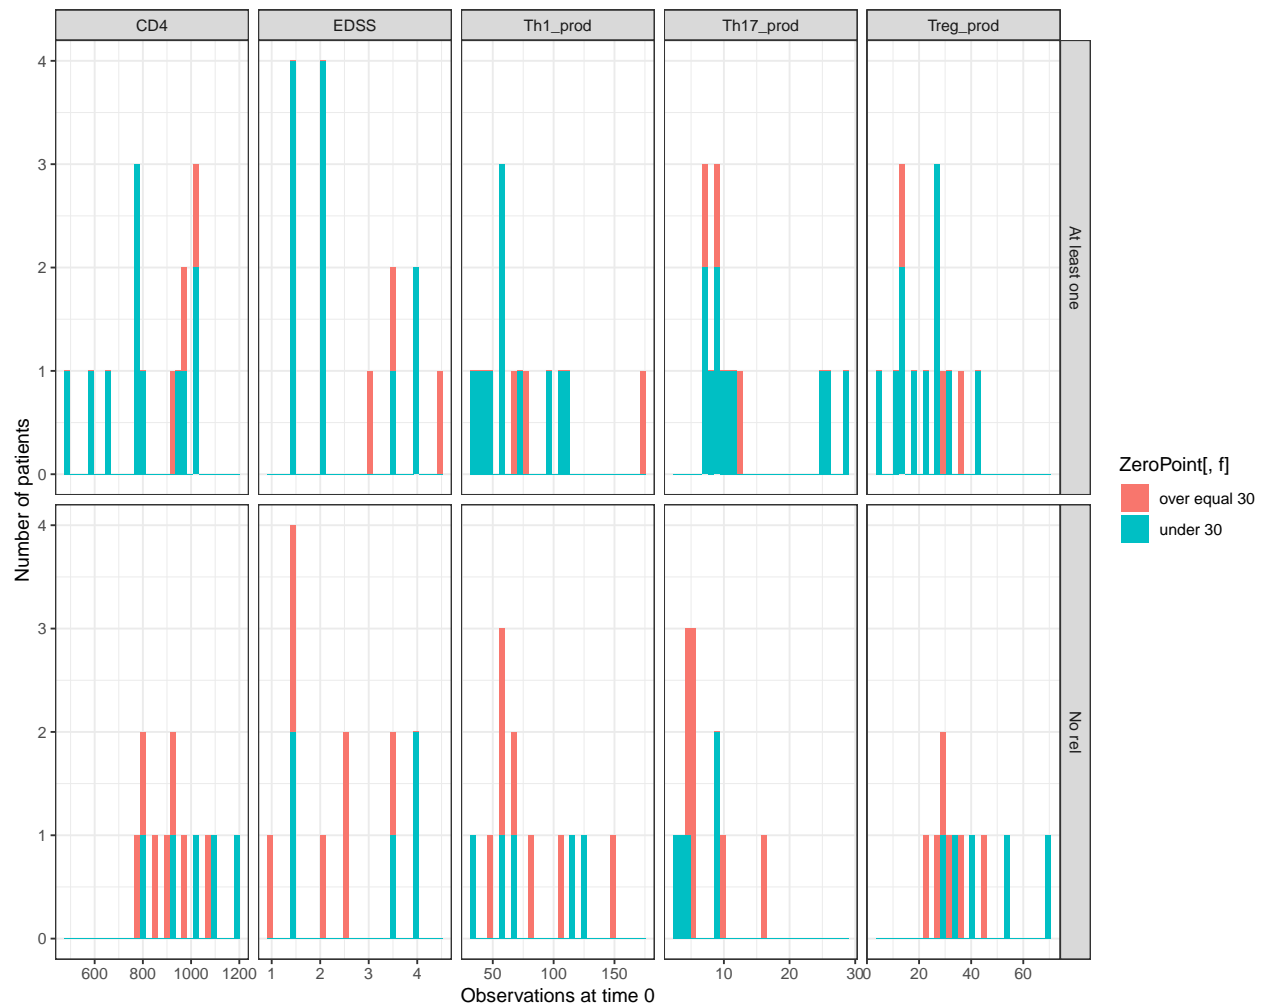 CD4 EDSS Th1_prod Th17_prod Treg_prod
4
3
2
1
0
At least one
4
3
2
1
0
No rel
Number of patients
600 800 1000 1200 1 2 3 4 50 100 150 10 20 30 0 20 40 60
Observations at time 0
ZeroPoint[, f]
over equal 30
under 30